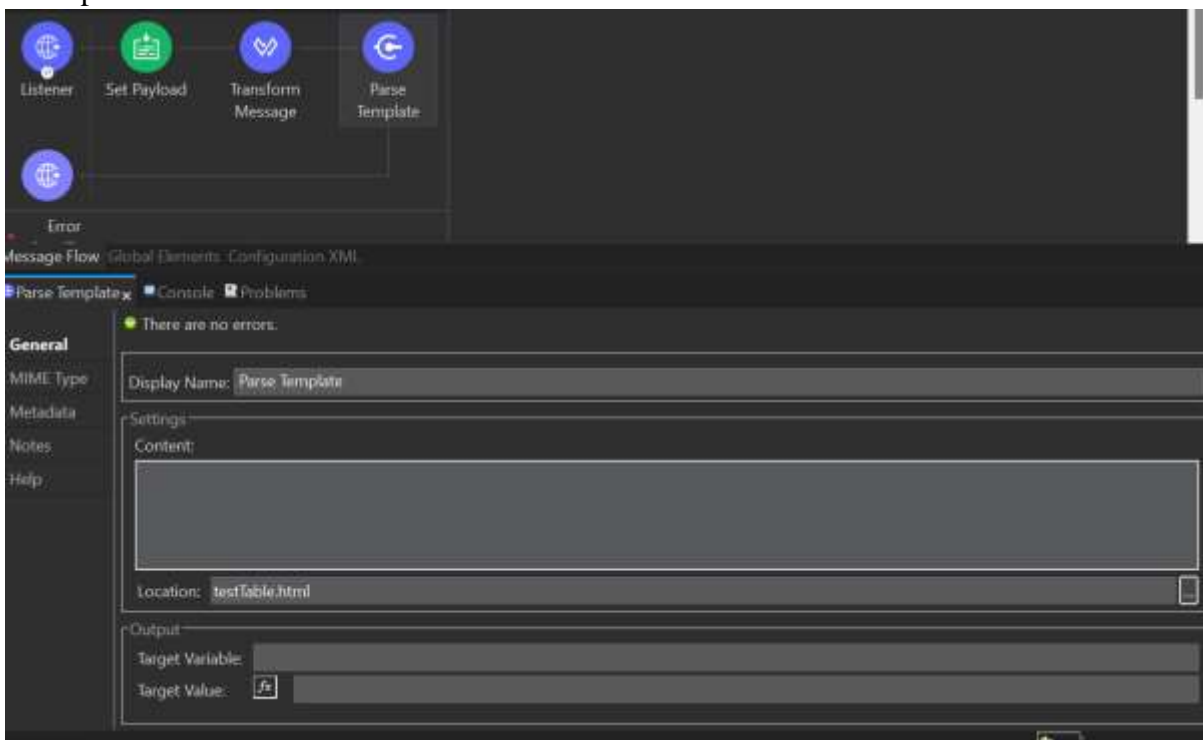 Listener Set Payload Transform Message Parse Template
Error
Message Flow Global Elements Configuration XML
Parse Template x Console Problems
There are no errors.
General
MIME Type
Display Name: Parse Template
Metadata
Settings
Notes
Content:
Help
Location: testTable.html
...
Output
Target Variable:
Target Value: fx